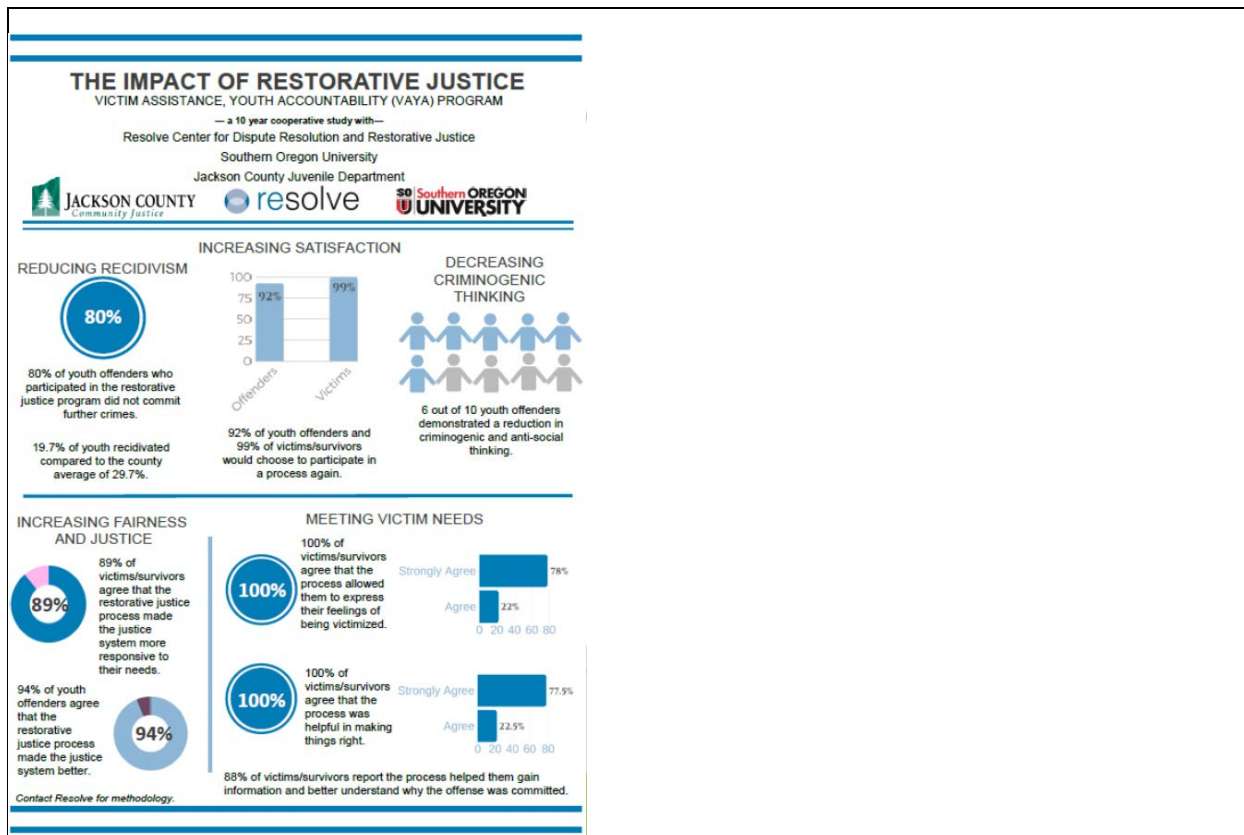 THE IMPACT OF RESTORATIVE JUSTICE
VICTIM ASSISTANCE, YOUTH ACCOUNTABILITY (VAYA) PROGRAM
— a 10 year cooperative study with—
Resolve Center for Dispute Resolution and Restorative Justice
Southern Oregon University
Jackson County Juvenile Department
JACKSON COUNTY
Community Justice
resolve
SO Southern OREGON
U UNIVERSITY
REDUCING RECIDIVISM
80%
80% of youth offenders who
participated in the restorative
justice program did not commit
further crimes.
19.7% of youth recidivated
compared to the county
average of 29.7%.
INCREASING SATISFACTION
100
75
50
25
0
92%
99%
Offenders
Victims
92% of youth offenders and
99% of victims/survivors
would choose to participate in
a process again.
DECREASING
CRIMINOGENIC
THINKING
6 out of 10 youth offenders
demonstrated a reduction in
criminogenic and anti-social
thinking.
INCREASING FAIRNESS
AND JUSTICE
89%
89% of
victims/survivors
agree that the
restorative justice
process made
the justice
system more
responsive to
their needs.
94% of youth
offenders agree
that the
restorative
justice process
made the justice
system better.
94%
Contact Resolve for methodology.
MEETING VICTIM NEEDS
100%
100% of
victims/survivors
agree that the
process allowed
them to express
their feelings of
being victimized.
Strongly Agree 78%
Agree 22%
0 20 40 60 80
100%
100% of
victims/survivors
agree that the
process was
helpful in making
things right.
Strongly Agree 77.5%
Agree 22.5%
0 20 40 60 80
88% of victims/survivors report the process helped them gain
information and better understand why the offense was committed.